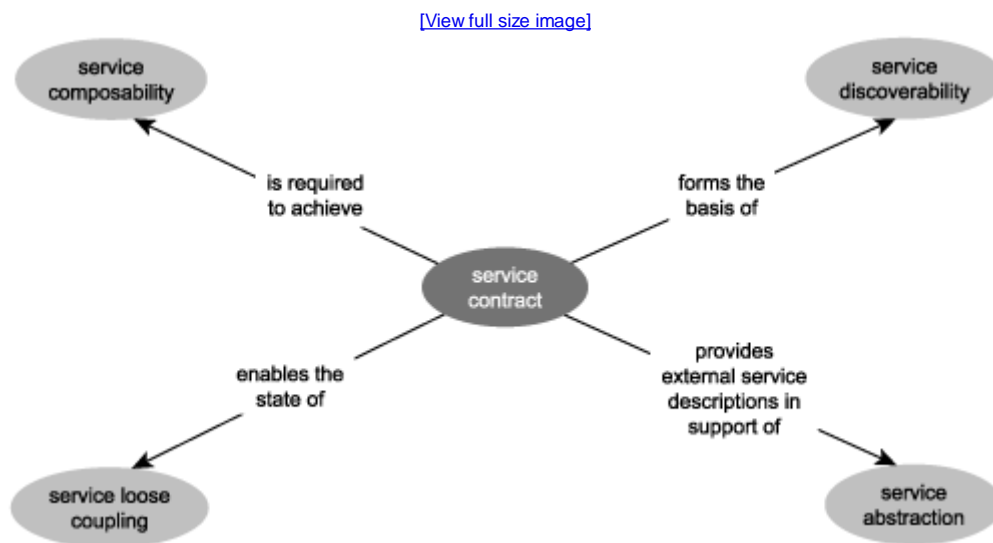 [View full size image]
service
composability
service
discoverability
is required
to achieve
forms the
basis of
service
contract
enables the
state of
provides
external service
descriptions in
support of
service loose
coupling
service
abstraction